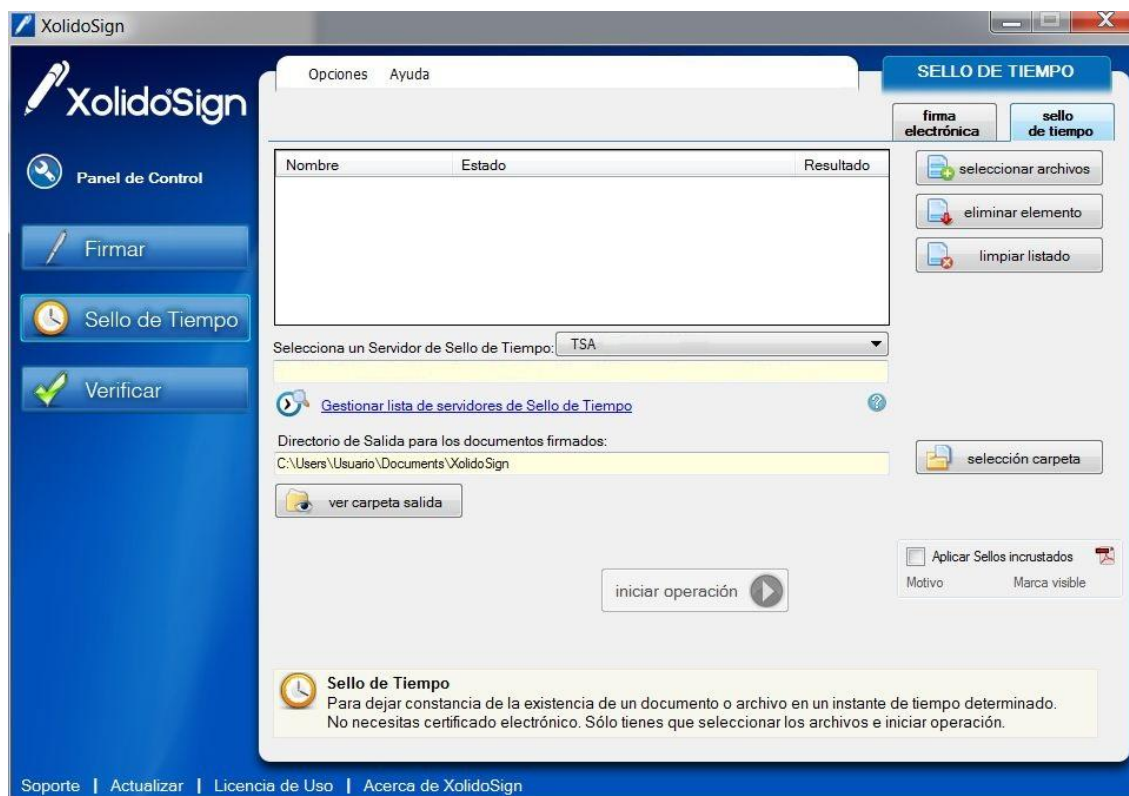 XolidoSign
XolidoSign
Opciones Ayuda
SELLO DE TIEMPO
firma
electrónica
sello
de tiempo
Panel de Control
Firmar
Sello de Tiempo
Verificar
Nombre Estado Resultado
seleccionar archivos
eliminar elemento
limpiar listado
Selecciona un Servidor de Sello de Tiempo: TSA
Gestionar lista de servidores de Sello de Tiempo
?
Directorio de Salida para los documentos firmados:
C:\Users\Usuario\Documents\XolidoSign
selección carpeta
ver carpeta salida
Aplicar Sellos incrustados
Motivo Marca visible
iniciar operación
Sello de Tiempo
Para dejar constancia de la existencia de un documento o archivo en un instante de tiempo determinado.
No necesitas certificado electrónico. Sólo tienes que seleccionar los archivos e iniciar operación.
Soporte | Actualizar | Licencia de Uso | Acerca de XolidoSign